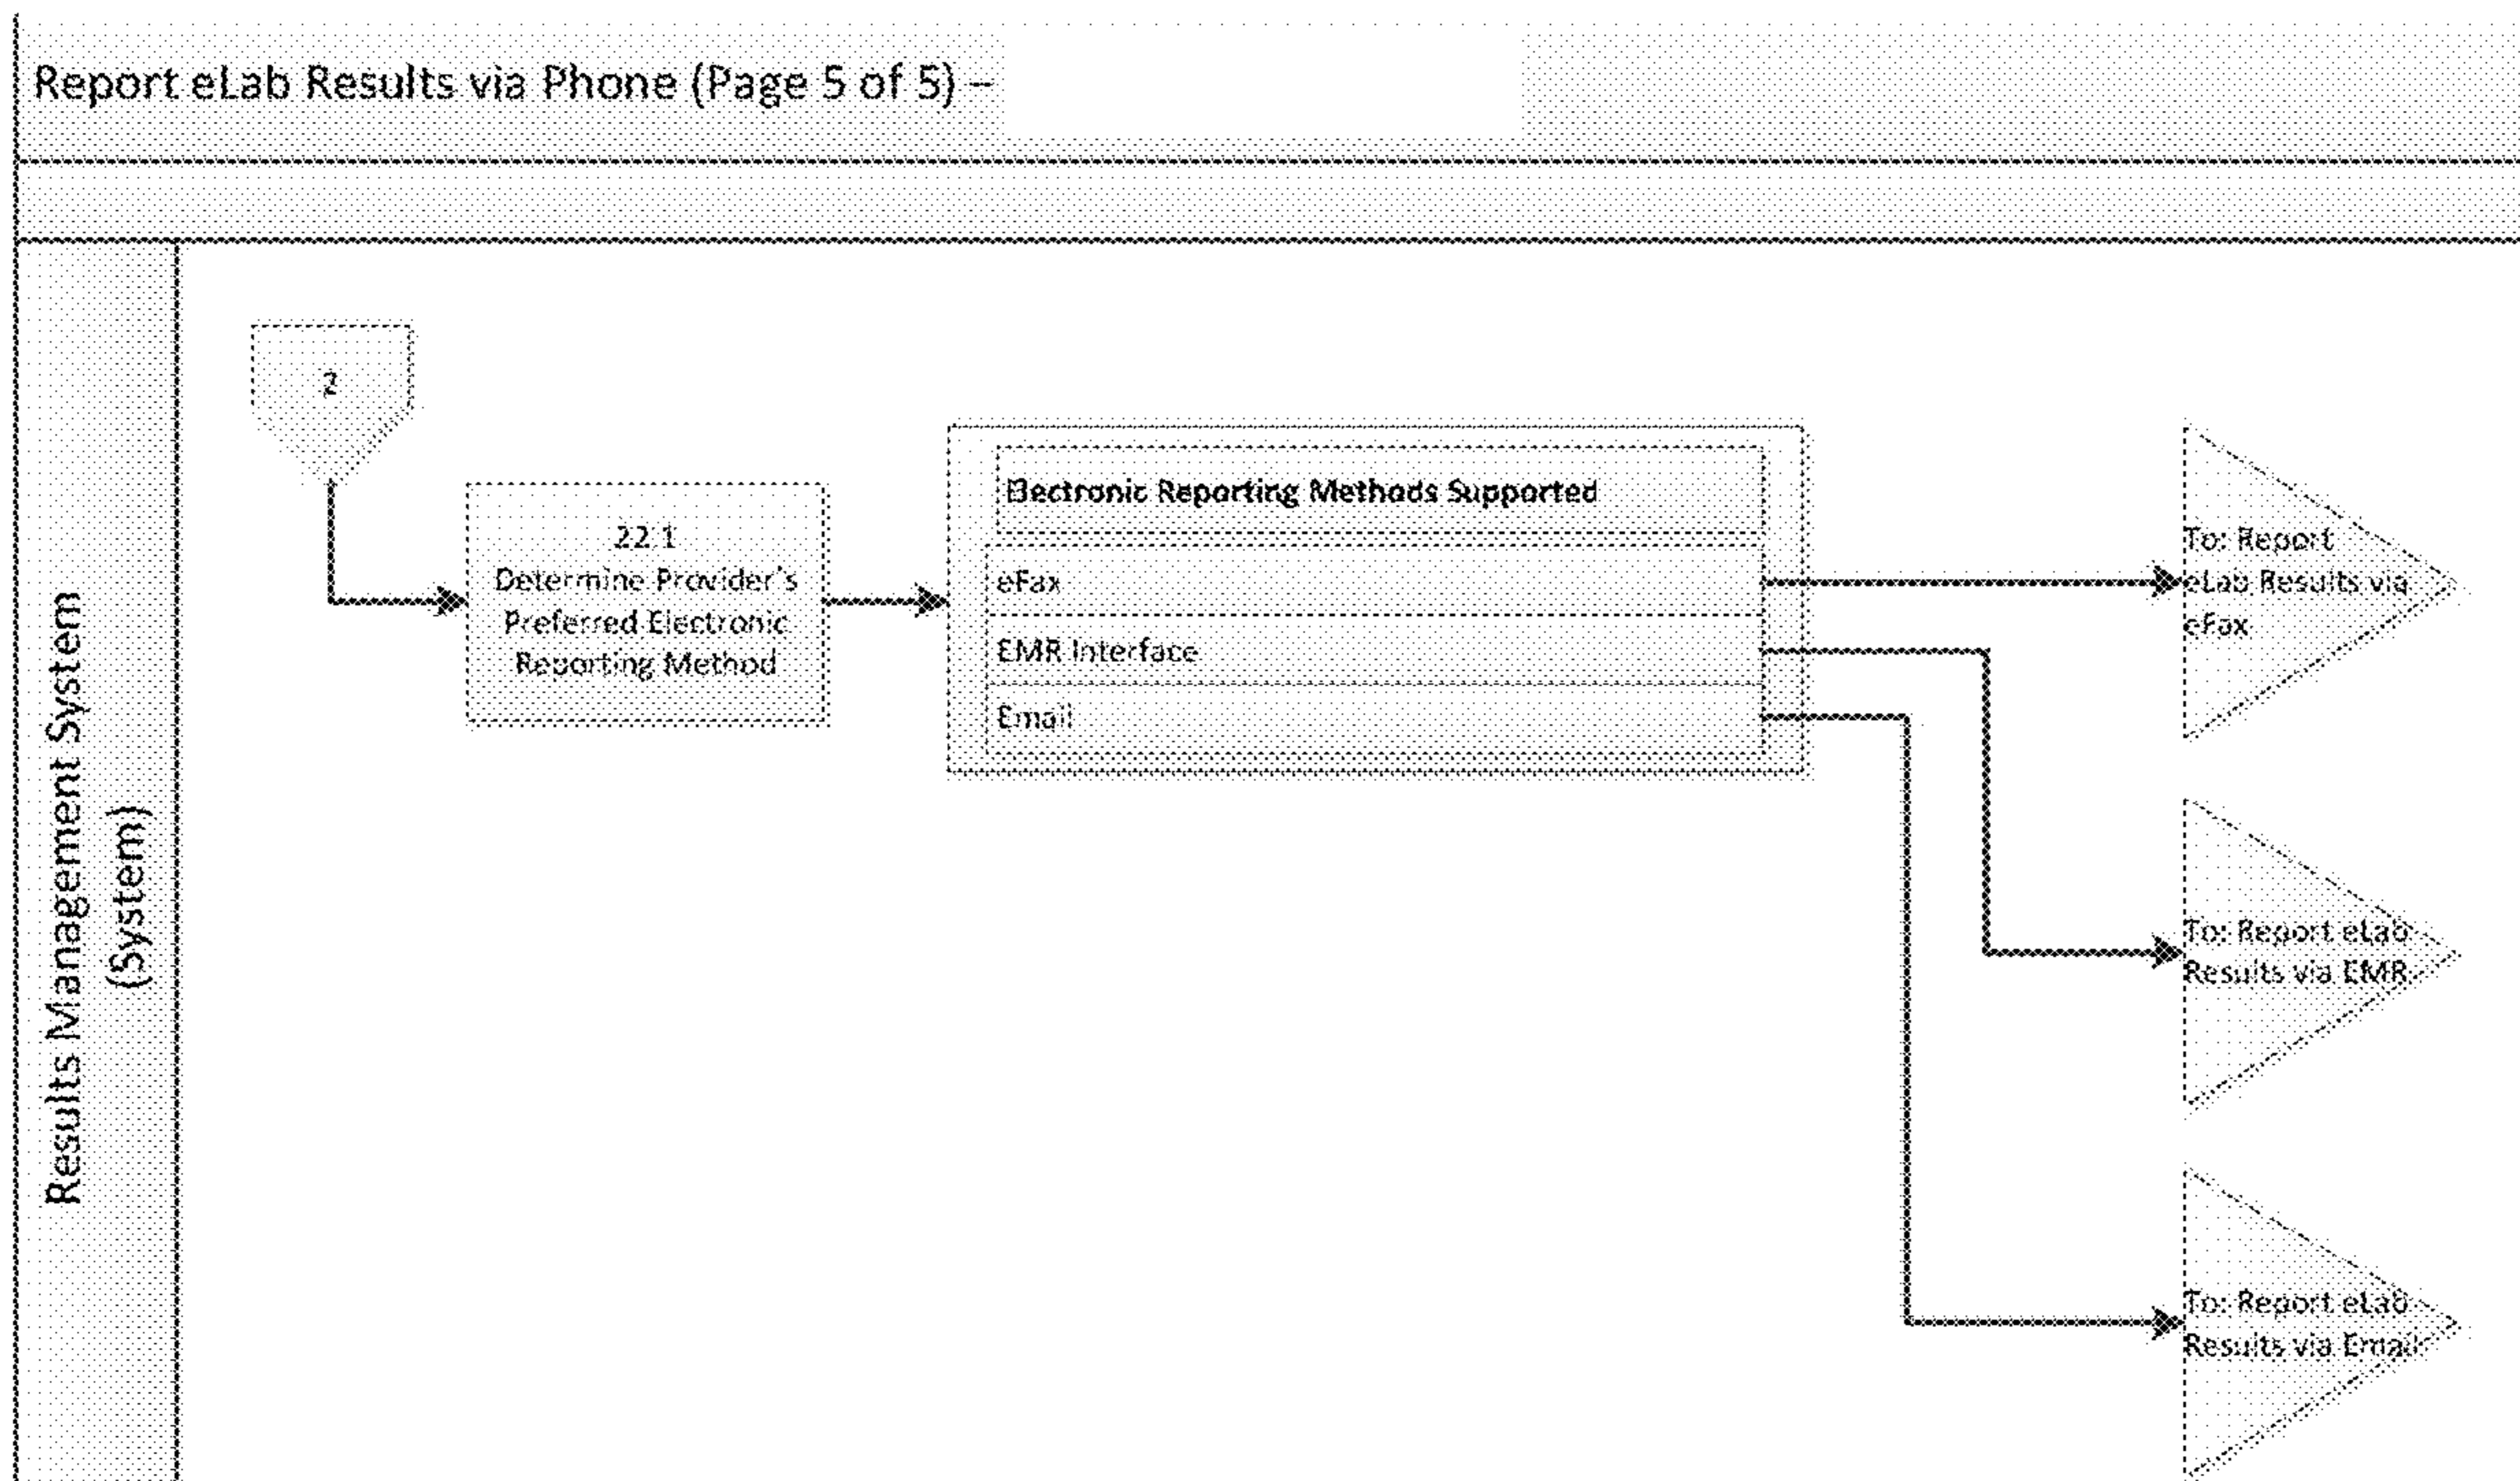 Report eLab Results via Phone (Page 5 of 5) –
Results Management System
(System)
2
22.1
Determine Provider's
Preferred Electronic
Reporting Method
Electronic Reporting Methods Supported
eFax
EMR Interface
Email
To: Report
eLab Results via
eFax
To: Report eLab
Results via EMR
To: Report eLab
Results via Email